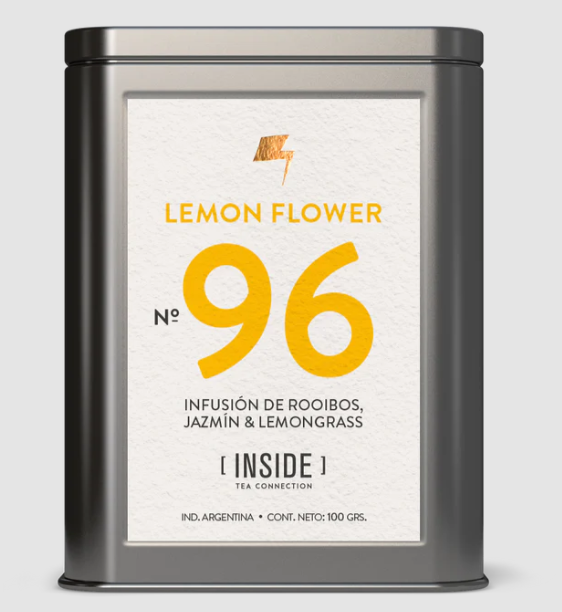 LEMON FLOWER
Nº 96
INFUSIÓN DE ROOIBOS,
JAZMÍN & LEMONGRASS
[ INSIDE ]
TEA CONNECTION
IND. ARGENTINA • CONT. NETO: 100 GRS.